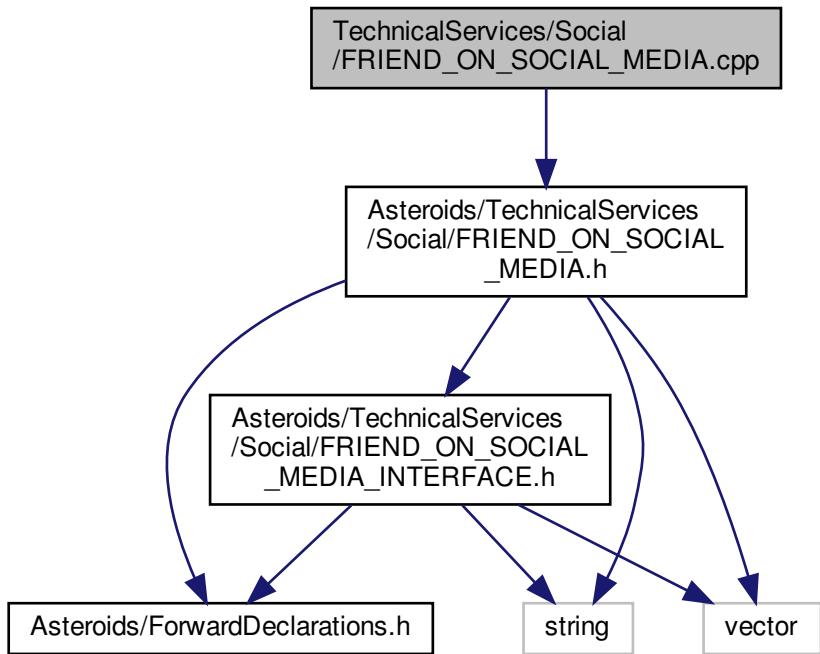 TechnicalServices/Social
/FRIEND_ON_SOCIAL_MEDIA.cpp
Asteroids/TechnicalServices
/Social/FRIEND_ON_SOCIAL
_MEDIA.h
Asteroids/TechnicalServices
/Social/FRIEND_ON_SOCIAL
_MEDIA_INTERFACE.h
Asteroids/ForwardDeclarations.h
string
vector